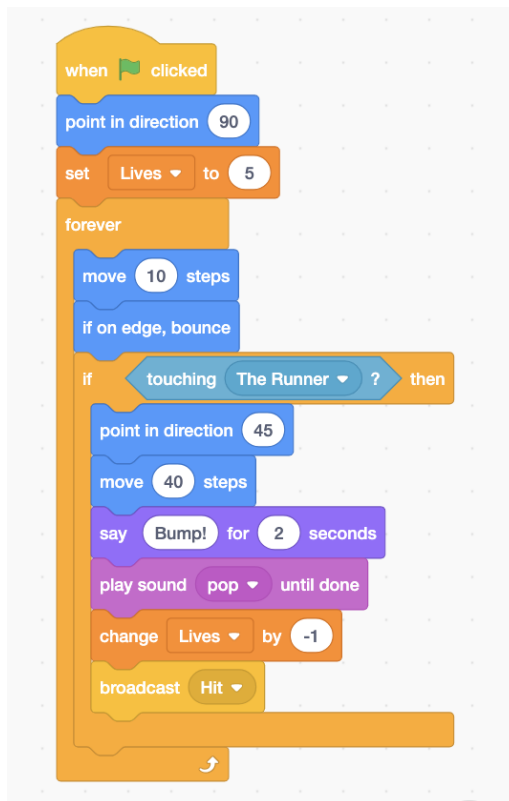 when clicked
point in direction 90
set Lives to 5
forever
move 10 steps
if on edge, bounce
if touching The Runner ? then
point in direction 45
move 40 steps
say Bump! for 2 seconds
play sound pop until done
change Lives by -1
broadcast Hit